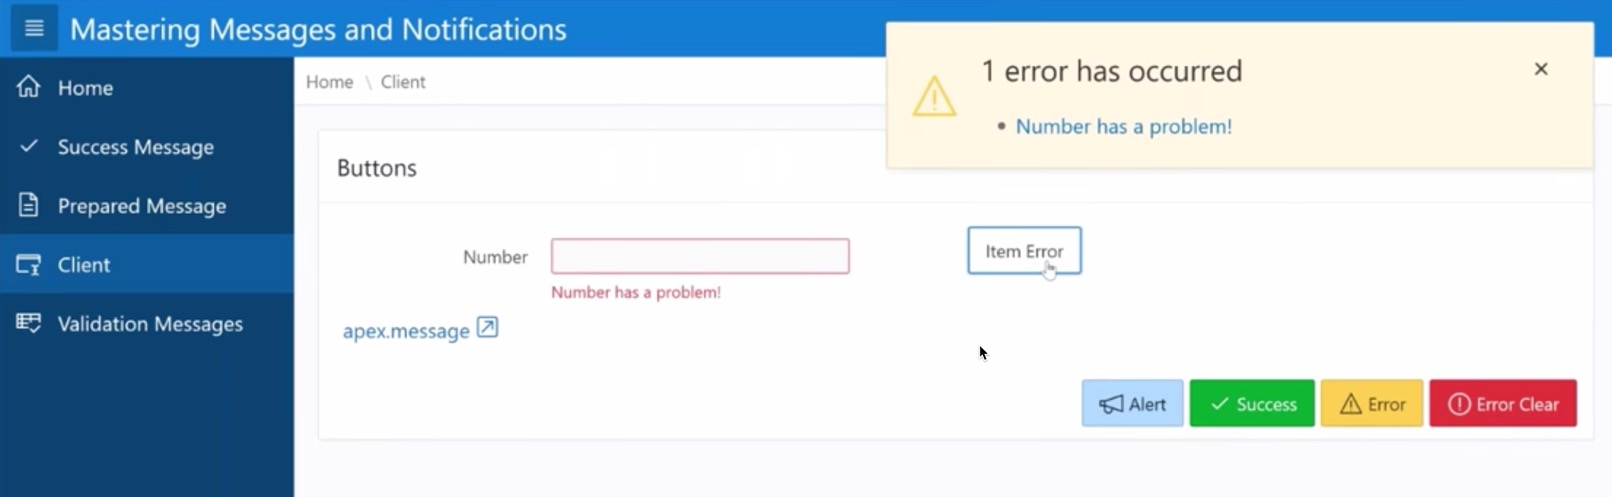 Mastering Messages and Notifications
Home
Success Message
Prepared Message
Client
Validation Messages
Home \ Client
1 error has occurred
• Number has a problem!
Buttons
Number
Item Error
Number has a problem!
apex.message
Alert
Success
Error
Error Clear